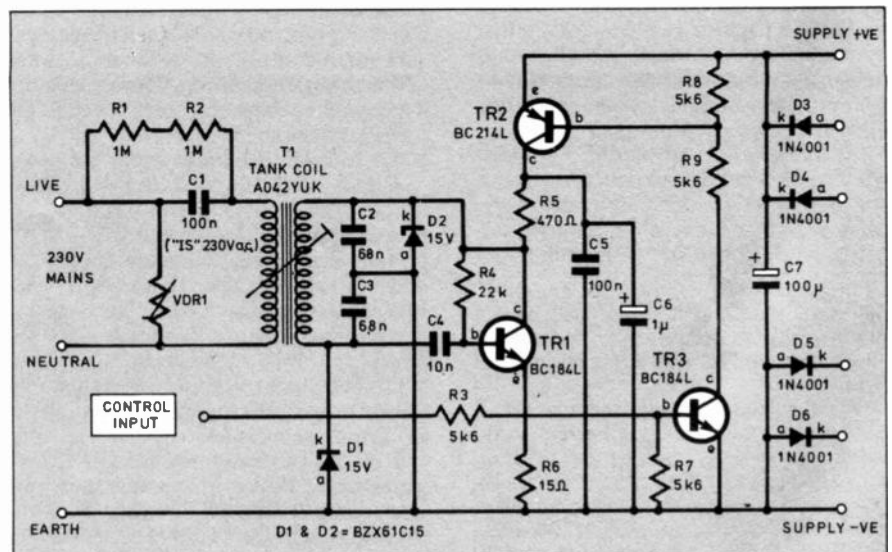 R1
1M
R2
1M
LIVE
C1
100n
("IS" 230V a.c.)
230V
MAINS
VDR1
NEUTRAL
CONTROL
INPUT
EARTH
T1
TANK COIL
A042YUK
C2
68n
C3
6,8n
k
D2
15V
a
C4
10n
R4
22k
R3
5k6
k
D1
15V
a
D1 & D2 = BZX61C15
e
TR2
BC214L
b
c
R5
470Ω
C5
100n
+
C6
1µ
c
b
TR1
BC184L
e
R6
15Ω
R7
5k6
TR3
BC184L
c
b
e
R8
5k6
R9
5k6
SUPPLY +VE
D3
k a
1N4001
D4
k a
1N4001
+
C7
100µ
D5
a k
1N4001
D6
a k
1N4001
SUPPLY -VE